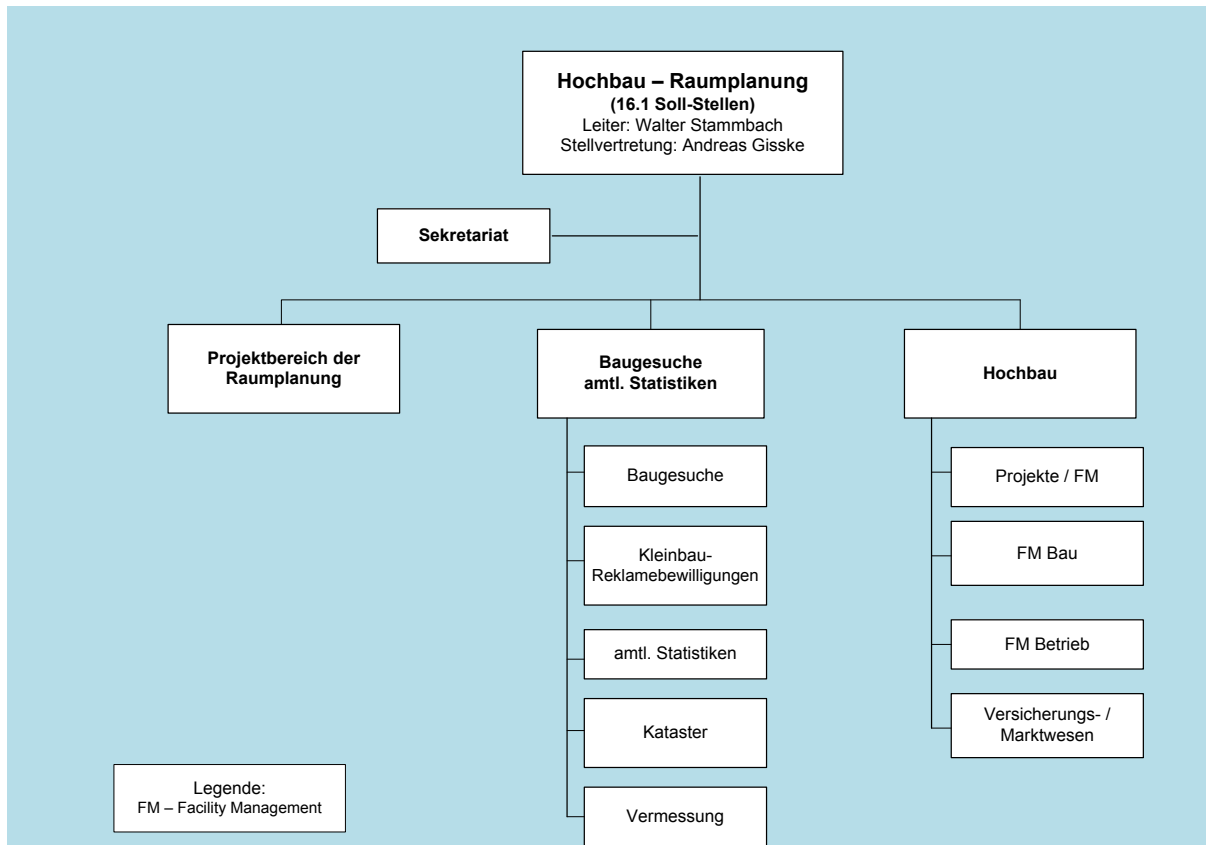 Hochbau – Raumplanung
(16.1 Soll-Stellen)
Leiter: Walter Stammbach
Stellvertretung: Andreas Gisske
Sekretariat
Projektbereich der
Raumplanung
Baugesuche
amtl. Statistiken
Hochbau
Baugesuche
Kleinbau-
Reklamebewilligungen
amtl. Statistiken
Kataster
Vermessung
Projekte / FM
FM Bau
FM Betrieb
Versicherungs- /
Marktwesen
Legende:
FM – Facility Management